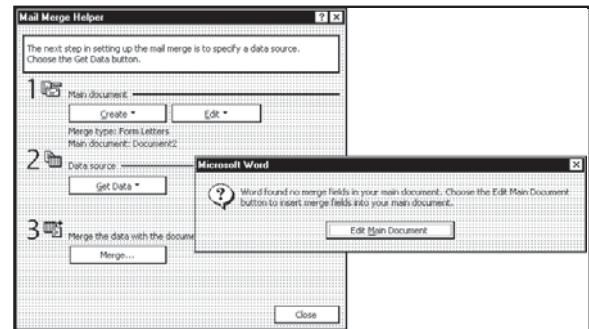 Mail Merge Helper
The next step in setting up the mail merge is to specify a data source.
Choose the Get Data button.
1 Main document
Create Edit
Merge type: Form Letters
Main document: Document2
2 Data source
Get Data
Microsoft Word
Word found no merge fields in your main document. Choose the Edit Main Document
button to insert merge fields into your main document.
Edit Main Document
3 Merge the data with the docume
Merge...
Close